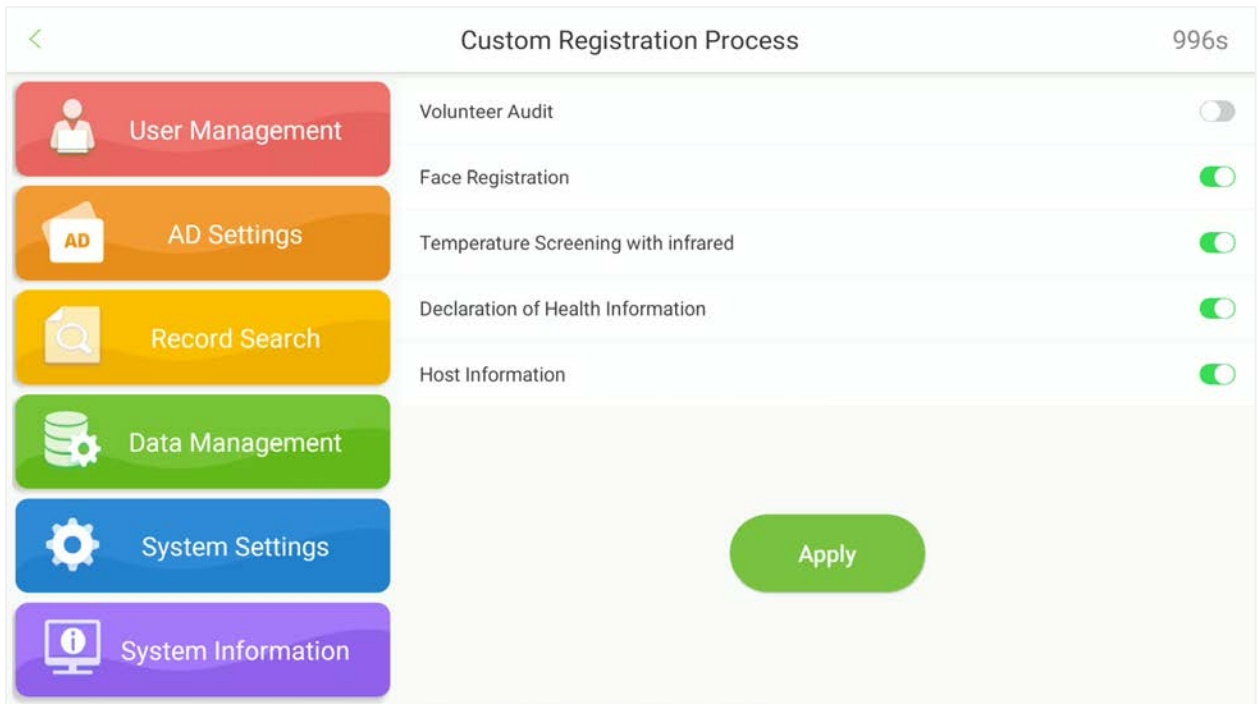 Custom Registration Process
996s
User Management
AD
AD Settings
Record Search
Data Management
System Settings
System Information
Volunteer Audit
Face Registration
Temperature Screening with infrared
Declaration of Health Information
Host Information
Apply